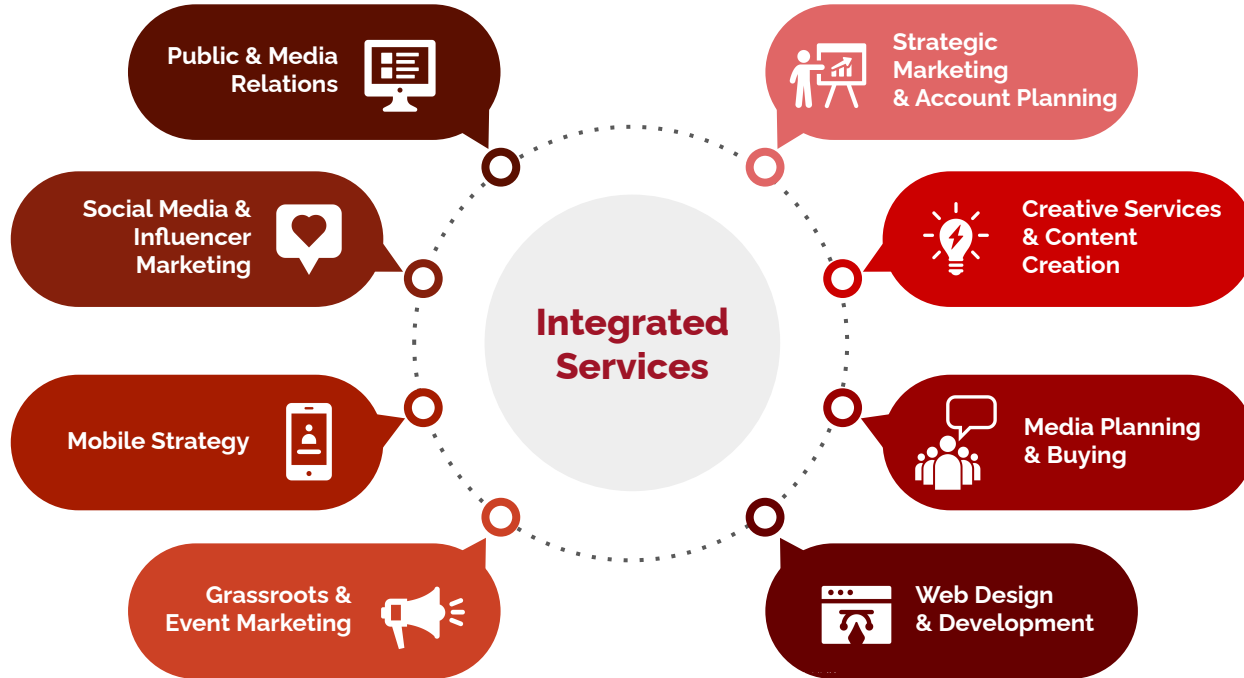 Public & Media
Relations
Strategic
Marketing
& Account Planning
Social Media &
Influencer
Marketing
Creative Services
& Content
Creation
Integrated
Services
Mobile Strategy
Media Planning
& Buying
Grassroots &
Event Marketing
Web Design
& Development